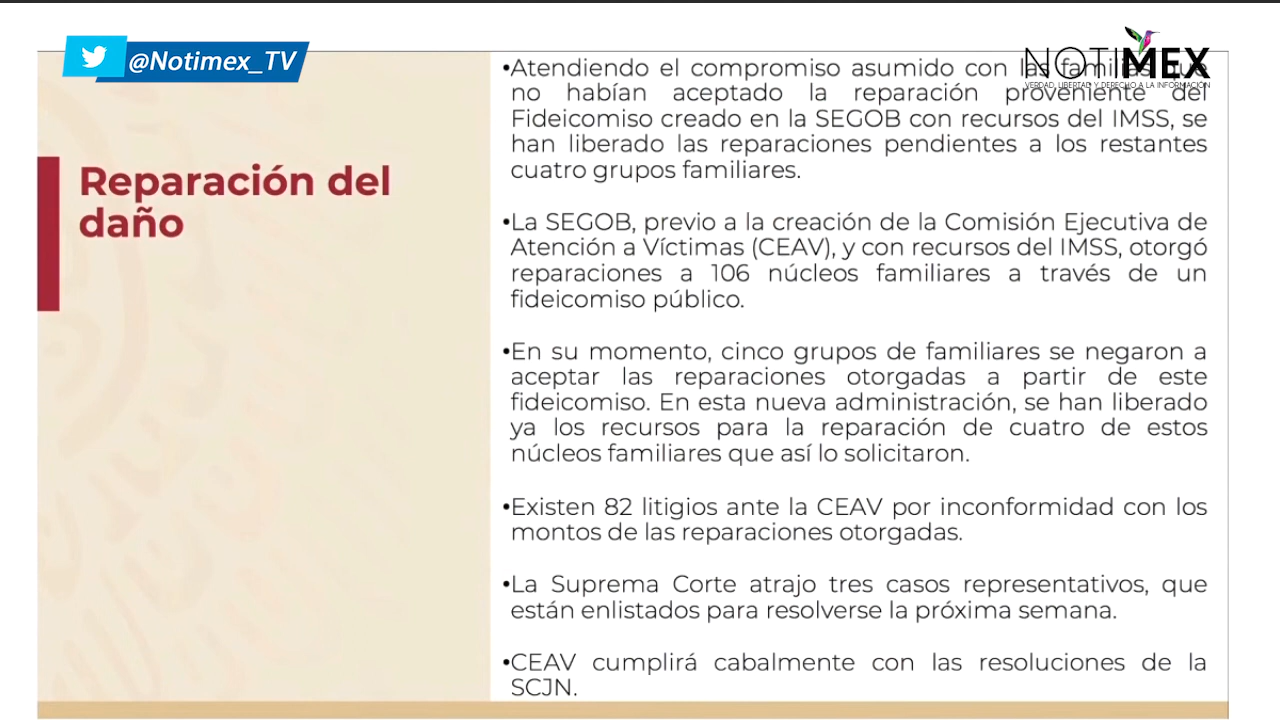 @Notimex_TV
NOTIMEX
VERDAD, LIBERTAD Y DERECHO A LA INFORMACIÓN
Reparación del
daño
•Atendiendo el compromiso asumido con las familias que
no habían aceptado la reparación proveniente del
Fideicomiso creado en la SEGOB con recursos del IMSS, se
han liberado las reparaciones pendientes a los restantes
cuatro grupos familiares.
•La SEGOB, previo a la creación de la Comisión Ejecutiva de
Atención a Víctimas (CEAV), y con recursos del IMSS, otorgó
reparaciones a 106 núcleos familiares a través de un
fideicomiso público.
•En su momento, cinco grupos de familiares se negaron a
aceptar las reparaciones otorgadas a partir de este
fideicomiso. En esta nueva administración, se han liberado
ya los recursos para la reparación de cuatro de estos
núcleos familiares que así lo solicitaron.
•Existen 82 litigios ante la CEAV por inconformidad con los
montos de las reparaciones otorgadas.
•La Suprema Corte atrajo tres casos representativos, que
están enlistados para resolverse la próxima semana.
•CEAV cumplirá cabalmente con las resoluciones de la
SCJN.